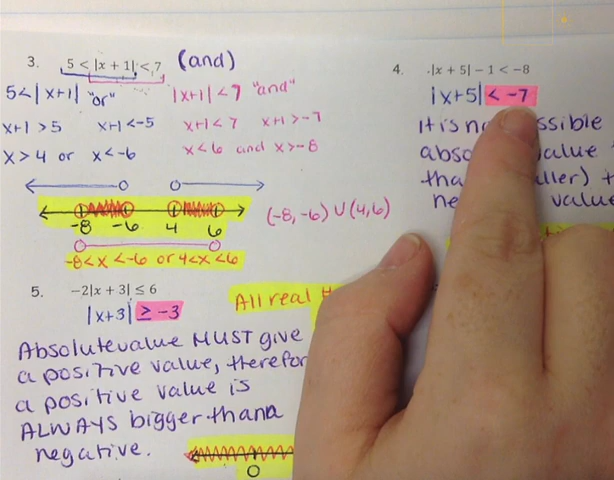 3. 5 < |x + 1| < 7 (and)
5 < |x+1| "or" |x+1| < 7 "and"
x+1 > 5 x+1 < -5 x+1 < 7 x+1 > -7
x > 4 or x < -6 x < 6 and x > -8
-8 -6 4 6 (-8, -6) ∪ (4, 6)
-8 < x < -6 or 4 < x < 6
4. |x + 5| - 1 < -8
|x+5| < -7
It is
abso value
tha
ne value
5. -2|x + 3| ≤ 6
|x+3| ≥ -3
All real
Absolute value MUST give
a positive value,
a positive value is
ALWAYS bigger than a
negative.
0